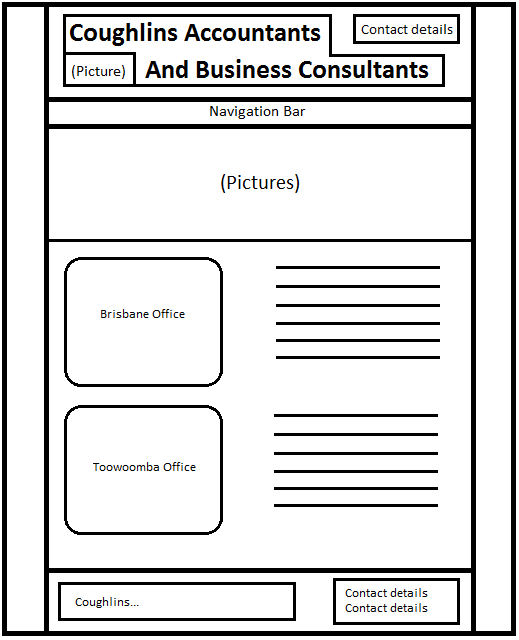 Coughlins Accountants
Contact details
(Picture)
And Business Consultants
Navigation Bar
(Pictures)
Brisbane Office
Toowoomba Office
Coughlins...
Contact details
Contact details